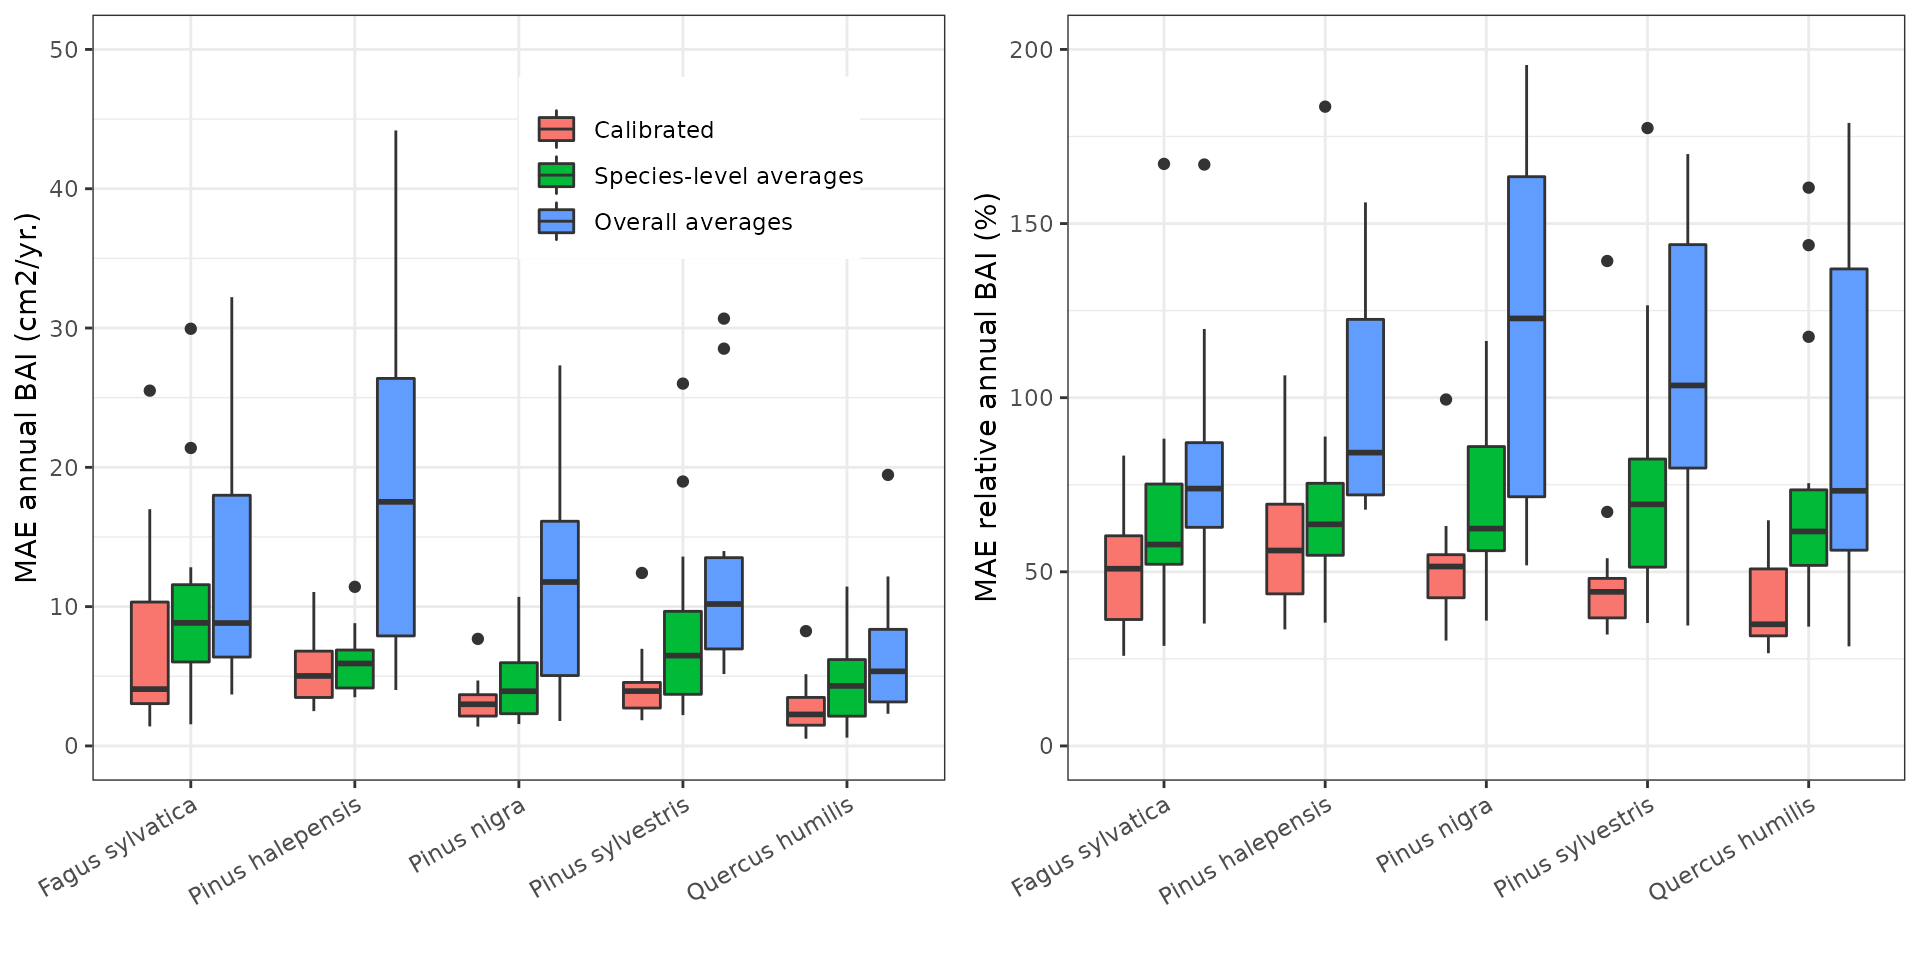 MAE annual BAI (cm2/yr.)
50
40
30
20
10
0
Calibrated
Species-level averages
Overall averages
Fagus sylvatica
Pinus halepensis
Pinus nigra
Pinus sylvestris
Quercus humilis
MAE relative annual BAI (%)
200
150
100
50
0
Fagus sylvatica
Pinus halepensis
Pinus nigra
Pinus sylvestris
Quercus humilis